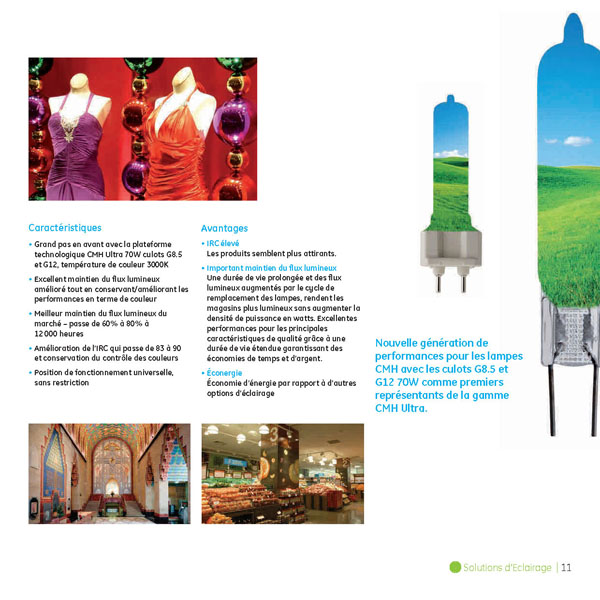 Caractéristiques
• Grand pas en avant avec la plateforme
technologique CMH Ultra 70W culots G8.5
et G12, température de couleur 3000K
• Excellent maintien du flux lumineux
amélioré tout en conservant/améliorant les
performances en terme de couleur
• Meilleur maintien du flux lumineux du
marché – passe de 60% à 80% à
12 000 heures
• Amélioration de l'IRC qui passe de 83 à 90
et conservation du contrôle des couleurs
• Position de fonctionnement universelle,
sans restriction
Avantages
• IRC élevé
Les produits semblent plus attirants.
• Important maintien du flux lumineux
Une durée de vie prolongée et des flux
lumineux augmentés par le cycle de
remplacement des lampes, rendent les
magasins plus lumineux sans augmenter la
densité de puissance en watts. Excellentes
performances pour les principales
caractéristiques de qualité grâce à une
durée de vie étendue garantissant des
économies de temps et d'argent.
• Éconergie
Économie d'énergie par rapport à d'autres
options d'éclairage
Nouvelle génération de
performances pour les lampes
CMH avec les culots G8.5 et
G12 70W comme premiers
représentants de la gamme
CMH Ultra.
Solutions d'Eclairage | 11